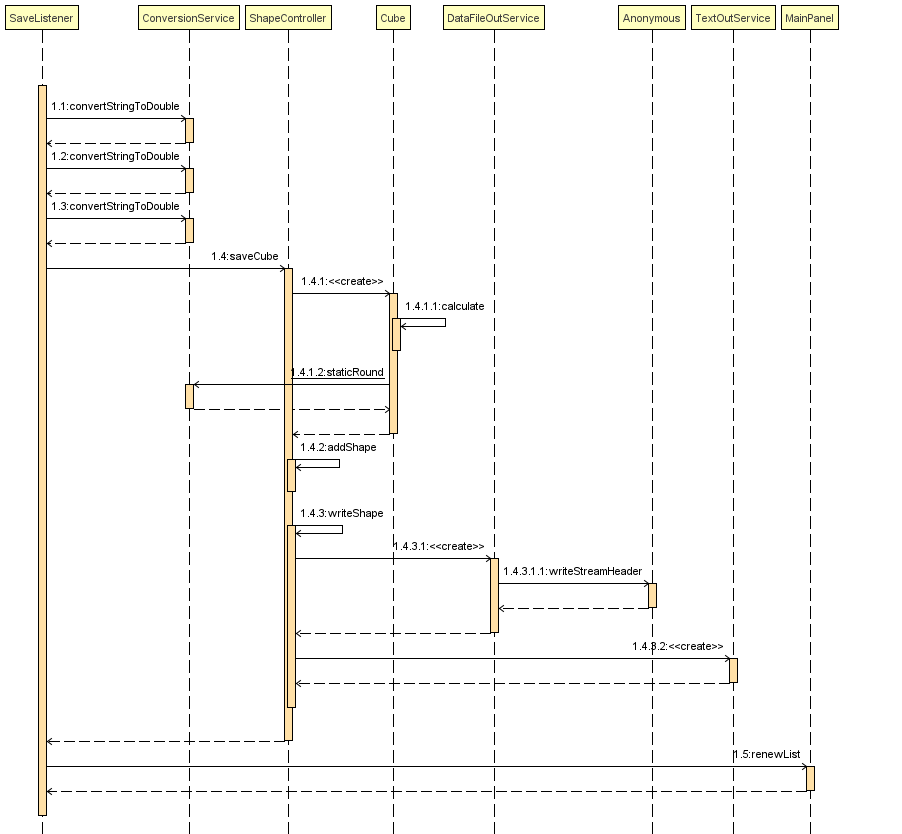 SaveListener
ConversionService
ShapeController
Cube
DataFileOutService
Anonymous
TextOutService
MainPanel
1.1:convertStringToDouble
1.2:convertStringToDouble
1.3:convertStringToDouble
1.4:saveCube
1.4.1:<<create>>
1.4.1.1:calculate
1.4.1.2:staticRound
1.4.2:addShape
1.4.3:writeShape
1.4.3.1:<<create>>
1.4.3.1.1:writeStreamHeader
1.4.3.2:<<create>>
1.5:renewList